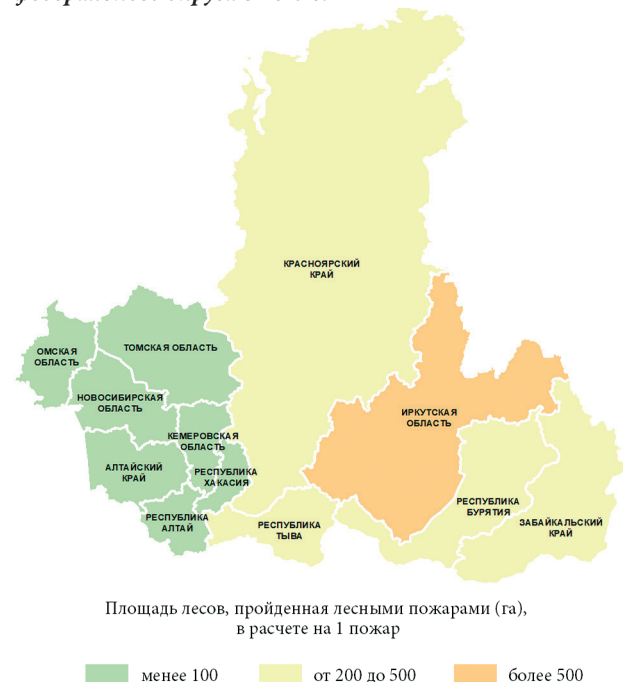 КРАСНОЯРСКИЙ
КРАЙ
ТОМСКАЯ ОБЛАСТЬ
ОМСКАЯ
ОБЛАСТЬ
НОВОСИБИРСКАЯ
ОБЛАСТЬ
ИРКУТСКАЯ
ОБЛАСТЬ
КЕМЕРОВСКАЯ
ОБЛАСТЬ
АЛТАЙСКИЙ
КРАЙ
РЕСПУБЛИКА
ХАКАСИЯ
РЕСПУБЛИКА
АЛТАЙ
РЕСПУБЛИКА
ТЫВА
РЕСПУБЛИКА
БУРЯТИЯ
ЗАБАЙКАЛЬСКИЙ
КРАЙ
Площадь лесов, пройденная лесными пожарами (га),
в расчете на 1 пожар
менее 100
от 200 до 500
более 500